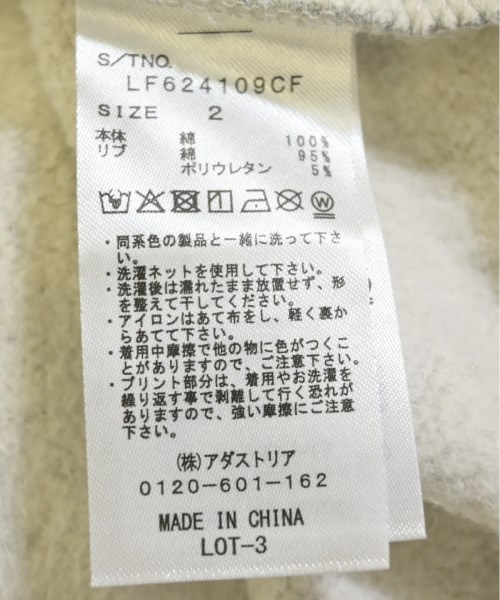 S/TNO.
LF624109CF
SIZE 2
本体 綿 100%
リブ 綿 95%
ポリウレタン 5%
・同系色の製品と一緒に洗って下さ
い。
・洗濯ネットを使用して下さい。
・洗濯後は濡れたまま放置せず、形
を整えて干してください。
・アイロンはあて布をし、軽く裏か
らあてて下さい。
・着用中摩擦で他の物に色がつくこ
とがありますので、ご注意下さい。
・プリント部分は、着用やお洗濯を
繰り返す事で剥離して行く恐れが
ありますので、強い摩擦にご注意
下さい。
(株)アダストリア
0120-601-162
MADE IN CHINA
LOT-3